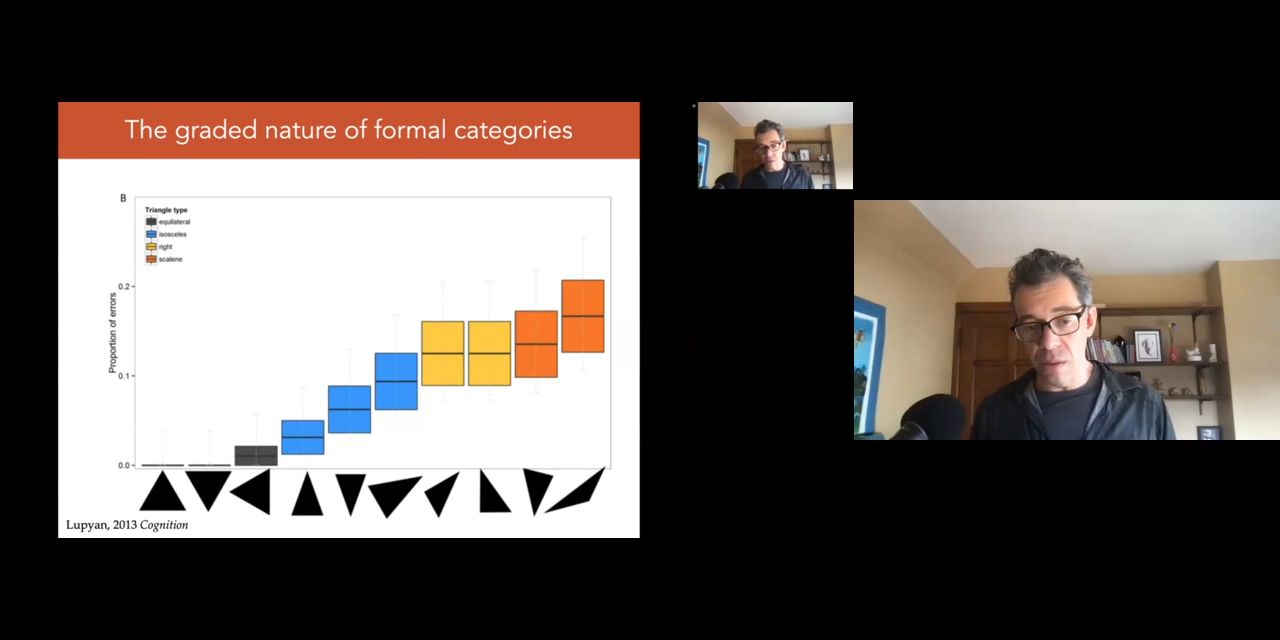 The graded nature of formal categories
B
Triangle type
equilateral
isosceles
right
scalene
Proportion of errors
0.2
0.1
0.0
Lupyan, 2013 Cognition